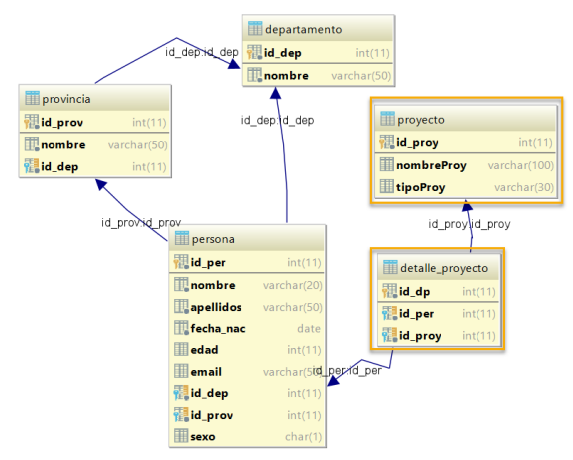 departamento
id_dep int(11)
nombre varchar(50)
id_dep:id_dep
provincia
id_prov int(11)
nombre varchar(50)
id_dep int(11)
id_dep:id_dep
proyecto
id_proy int(11)
nombreProy varchar(100)
tipoProy varchar(30)
id_prov:id_prov
id_proy:id_proy
persona
id_per int(11)
nombre varchar(20)
apellidos varchar(50)
fecha_nac date
edad int(11)
email varchar(50)
id_dep int(11)
id_prov int(11)
sexo char(1)
detalle_proyecto
id_dp int(11)
id_per int(11)
id_proy int(11)
id_per:id_per